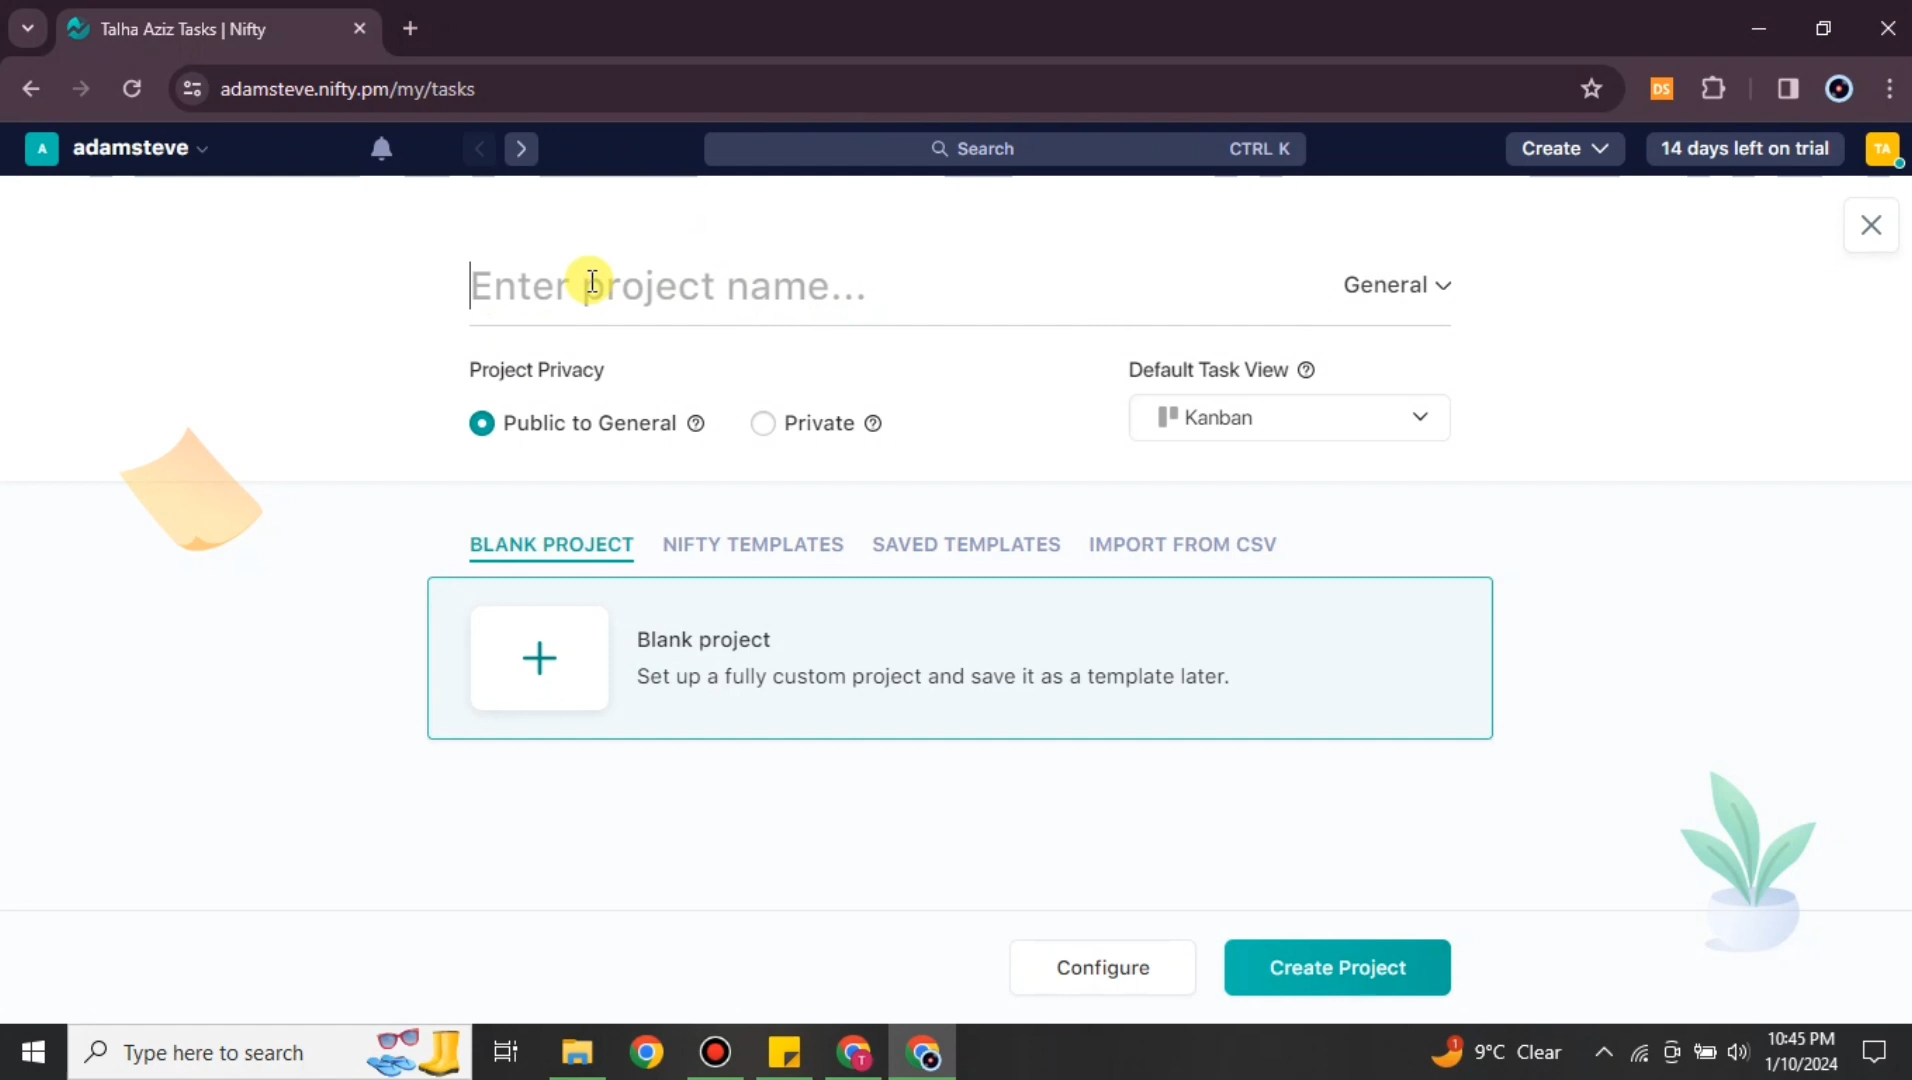 Talha Aziz Tasks | Nifty
adamsteve.nifty.pm/my/tasks
DS
A adamsteve
Search CTRL K
Create
14 days left on trial
TA
Enter project name...
General
Project Privacy
Default Task View
Public to General
Private
Kanban
BLANK PROJECT NIFTY TEMPLATES SAVED TEMPLATES IMPORT FROM CSV
Blank project
Set up a fully custom project and save it as a template later.
Configure
Create Project
Type here to search
T
1
9°C Clear
10:45 PM
1/10/2024